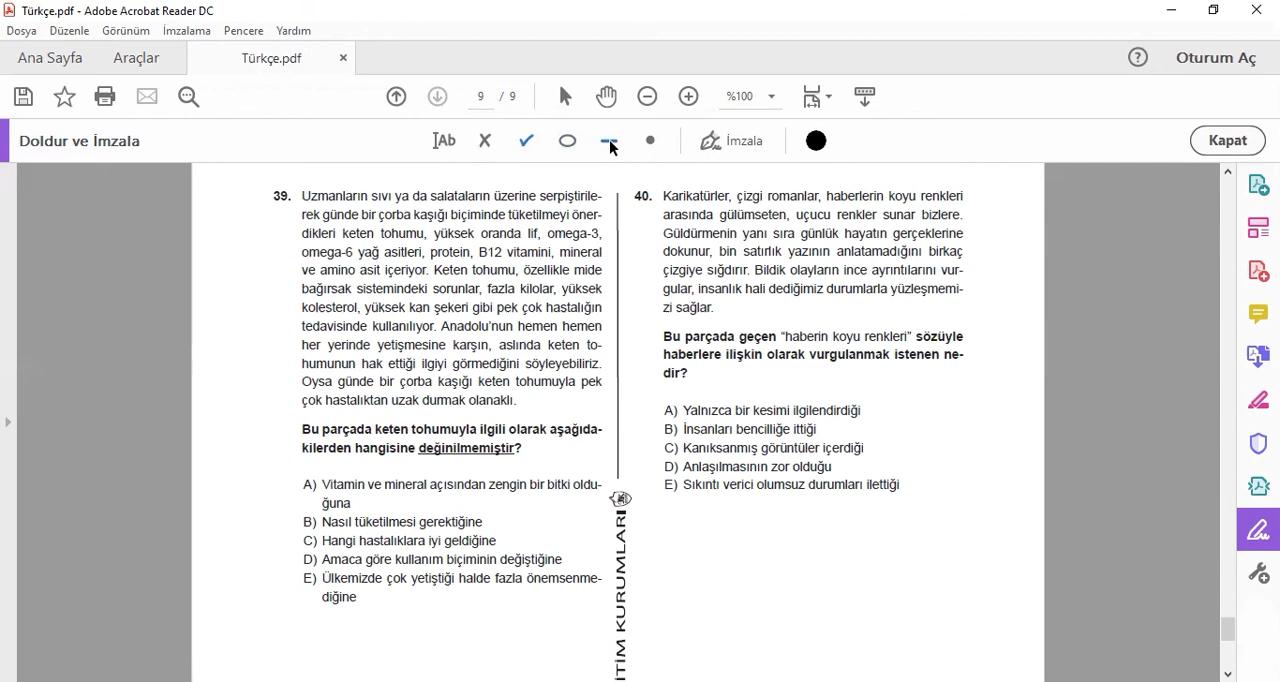 Türkçe.pdf - Adobe Acrobat Reader DC
Dosya Düzenle Görünüm İmzalama Pencere Yardım
Ana Sayfa Araçlar Türkçe.pdf × ? Oturum Aç
9 / 9 %100
Doldur ve İmzala Ab İmzala Kapat
39. Uzmanların sıvı ya da salataların üzerine serpiştirile-
rek günde bir çorba kaşığı biçiminde tüketilmeyi öner-
dikleri keten tohumu, yüksek oranda lif, omega-3,
omega-6 yağ asitleri, protein, B12 vitamini, mineral
ve amino asit içeriyor. Keten tohumu, özellikle mide
bağırsak sistemindeki sorunlar, fazla kilolar, yüksek
kolesterol, yüksek kan şekeri gibi pek çok hastalığın
tedavisinde kullanılıyor. Anadolu'nun hemen hemen
her yerinde yetişmesine karşın, aslında keten to-
humunun hak ettiği ilgiyi görmediğini söyleyebiliriz.
Oysa günde bir çorba kaşığı keten tohumuyla pek
çok hastalıktan uzak durmak olanaklı.
Bu parçada keten tohumuyla ilgili olarak aşağıda-
kilerden hangisine değinilmemiştir?
A) Vitamin ve mineral açısından zengin bir bitki oldu-
ğuna
B) Nasıl tüketilmesi gerektiğine
C) Hangi hastalıklara iyi geldiğine
D) Amaca göre kullanım biçiminin değiştiğine
E) Ülkemizde çok yetiştiği halde fazla önemsenme-
diğine
İTİM KURUMLARI
40. Karikatürler, çizgi romanlar, haberlerin koyu renkleri
arasında gülümseten, uçucu renkler sunar bizlere.
Güldürmenin yanı sıra günlük hayatın gerçeklerine
dokunur, bin satırlık yazının anlatamadığını birkaç
çizgiye sığdırır. Bildik olayların ince ayrıntılarını vur-
gular, insanlık hali dediğimiz durumlarla yüzleşmemi-
zi sağlar.
Bu parçada geçen "haberin koyu renkleri" sözüyle
haberlere ilişkin olarak vurgulanmak istenen ne-
dir?
A) Yalnızca bir kesimi ilgilendirdiği
B) İnsanları bencilliğe ittiği
C) Kanıksanmış görüntüler içerdiği
D) Anlaşılmasının zor olduğu
E) Sıkıntı verici olumsuz durumları ilettiği